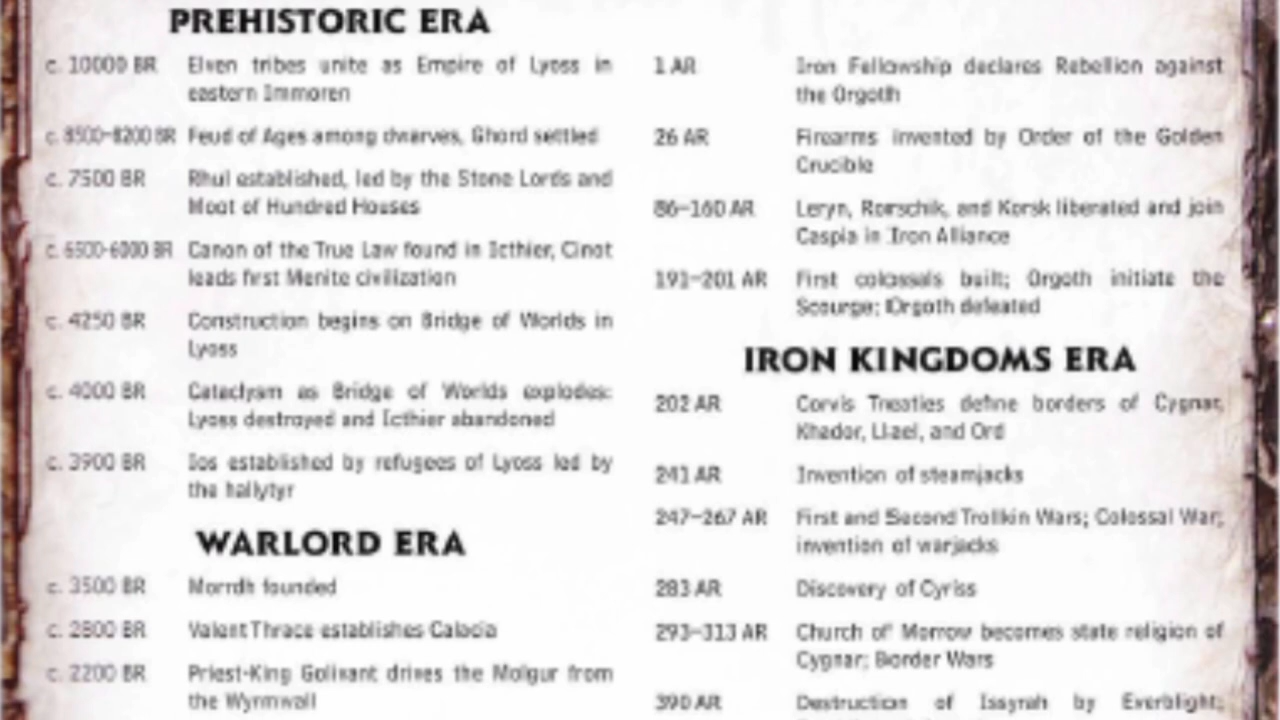 PREHISTORIC ERA
c. 10000 BR Elven tribes unite as Empire of Lyoss in
eastern Immoren
c. 8500–8200 BR Feud of Ages among dwarves, Ghord settled
c. 7500 BR Rhul established, led by the Stone Lords and
Moot of Hundred Houses
c. 6500–6000 BR Canon of the True Law found in Icthier, Cinot
leads first Menite civilization
c. 4250 BR Construction begins on Bridge of Worlds in
Lyoss
c. 4000 BR Cataclysm as Bridge of Worlds explodes;
Lyoss destroyed and Icthier abandoned
c. 3900 BR Ios established by refugees of Lyoss led by
the hallytyr
WARLORD ERA
c. 3500 BR Morrdh founded
c. 2800 BR Valent Thrace establishes Calacia
c. 2200 BR Priest-King Golivant drives the Molgur from
the Wyrmwall
1 AR Iron Fellowship declares Rebellion against
the Orgoth
26 AR Firearms invented by Order of the Golden
Crucible
86–160 AR Leryn, Rorschik, and Korsk liberated and join
Caspia in Iron Alliance
191–201 AR First colossals built; Orgoth initiate the
Scourge; Orgoth defeated
IRON KINGDOMS ERA
202 AR Corvis Treaties define borders of Cygnar,
Khador, Llael, and Ord
241 AR Invention of steamjacks
247–267 AR First and Second Trollkin Wars; Colossal War;
invention of warjacks
283 AR Discovery of Cyriss
293–313 AR Church of Morrow becomes state religion of
Cygnar; Border Wars
390 AR Destruction of Issyrah by Everblight;